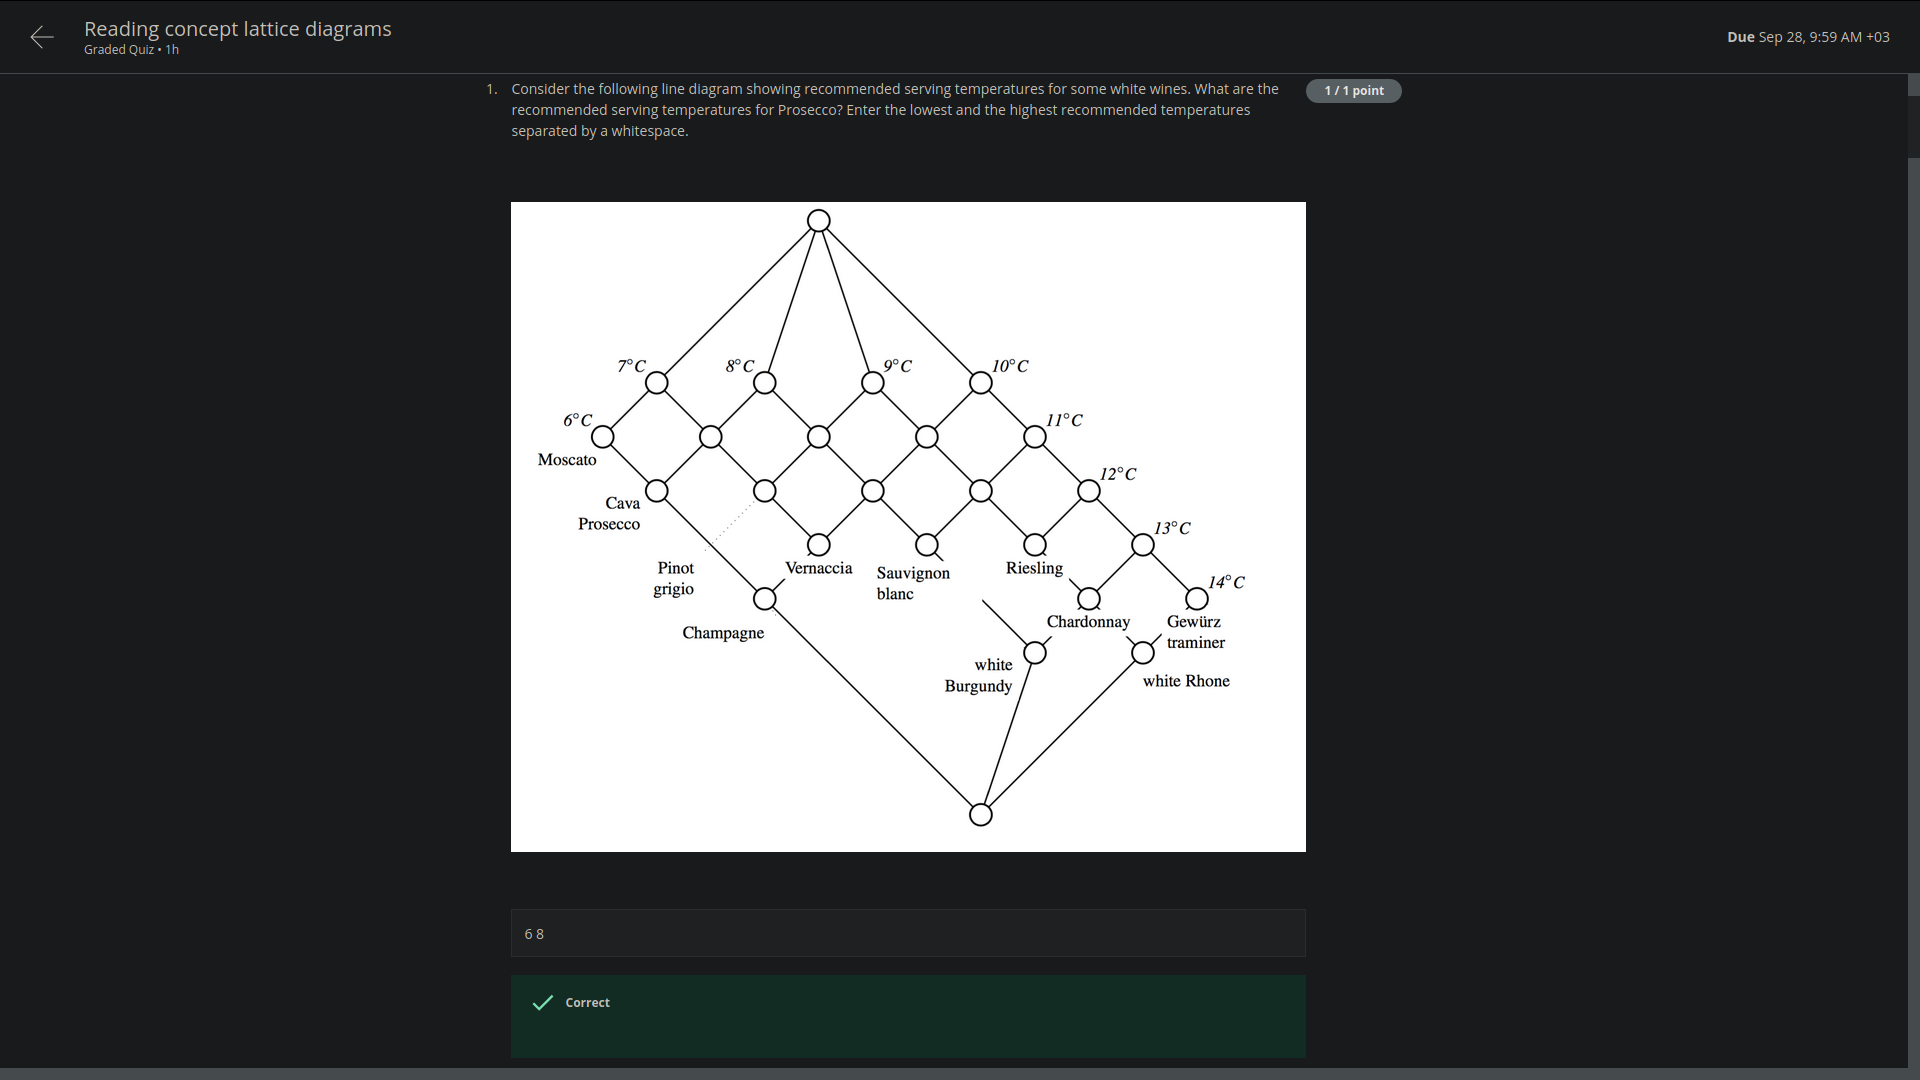 Reading concept lattice diagrams
Graded Quiz • 1h
Due Sep 28, 9:59 AM +03
1. Consider the following line diagram showing recommended serving temperatures for some white wines. What are the
recommended serving temperatures for Prosecco? Enter the lowest and the highest recommended temperatures
separated by a whitespace.
1 / 1 point
7°C
8°C
9°C
10°C
6°C
11°C
Moscato
12°C
Cava
Prosecco
13°C
Pinot
grigio
Vernaccia
Sauvignon
blanc
Riesling
14°C
Champagne
Chardonnay
Gewürz
traminer
white
Burgundy
white Rhone
6 8
Correct